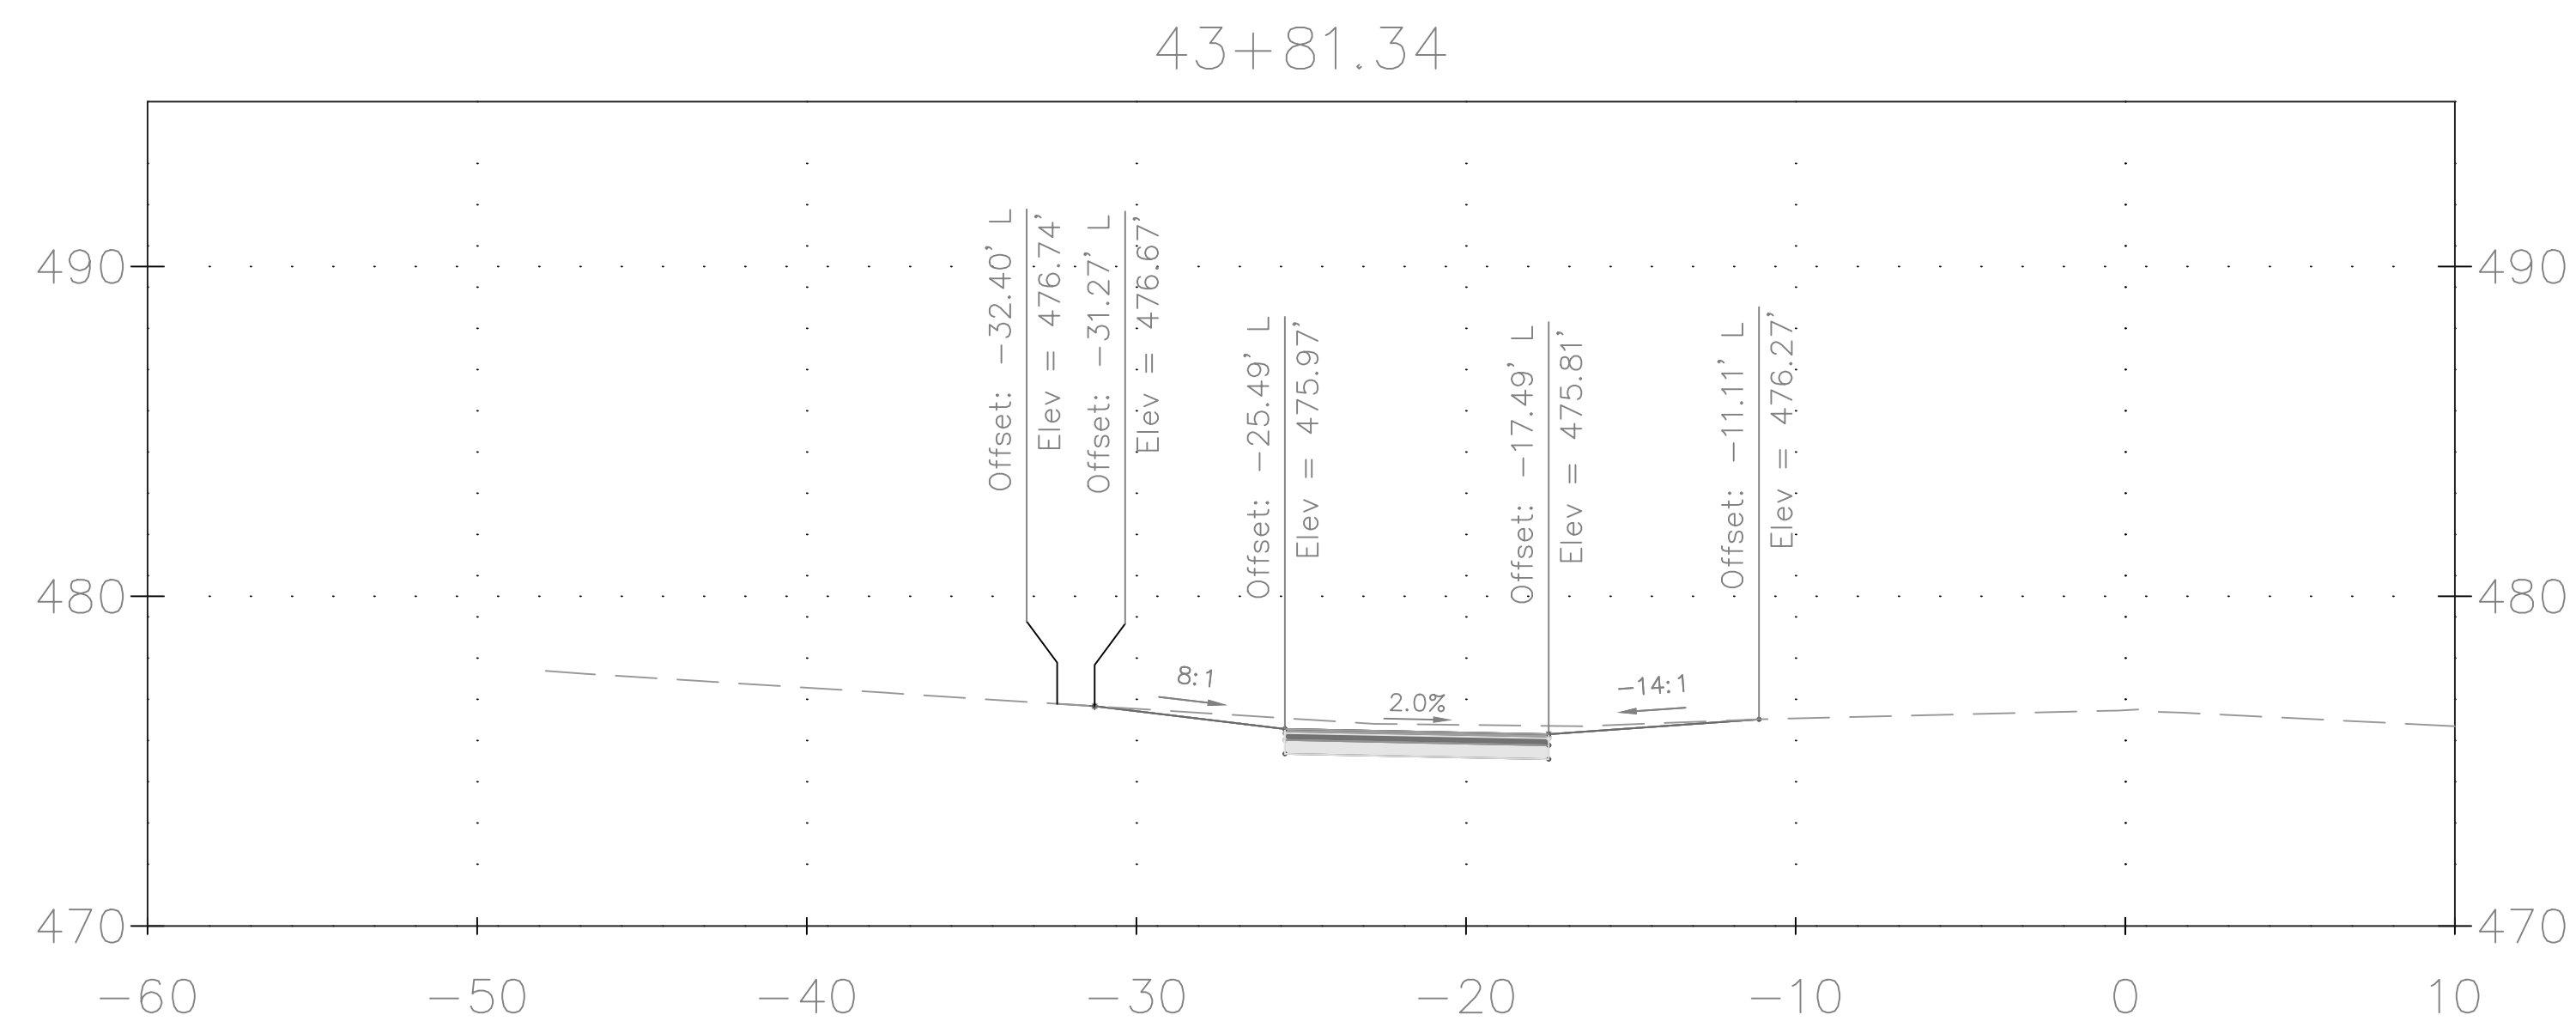 43+81.34
490
490
480
480
470
470
Offset: -32.40' L
Elev = 476.74'
Offset: -31.27' L
Elev = 476.67'
Offset: -25.49' L
Elev = 475.97'
Offset: -17.49' L
Elev = 475.81'
Offset: -11.11' L
Elev = 476.27'
8:1
2.0%
-14:1
-60
-50
-40
-30
-20
-10
0
10